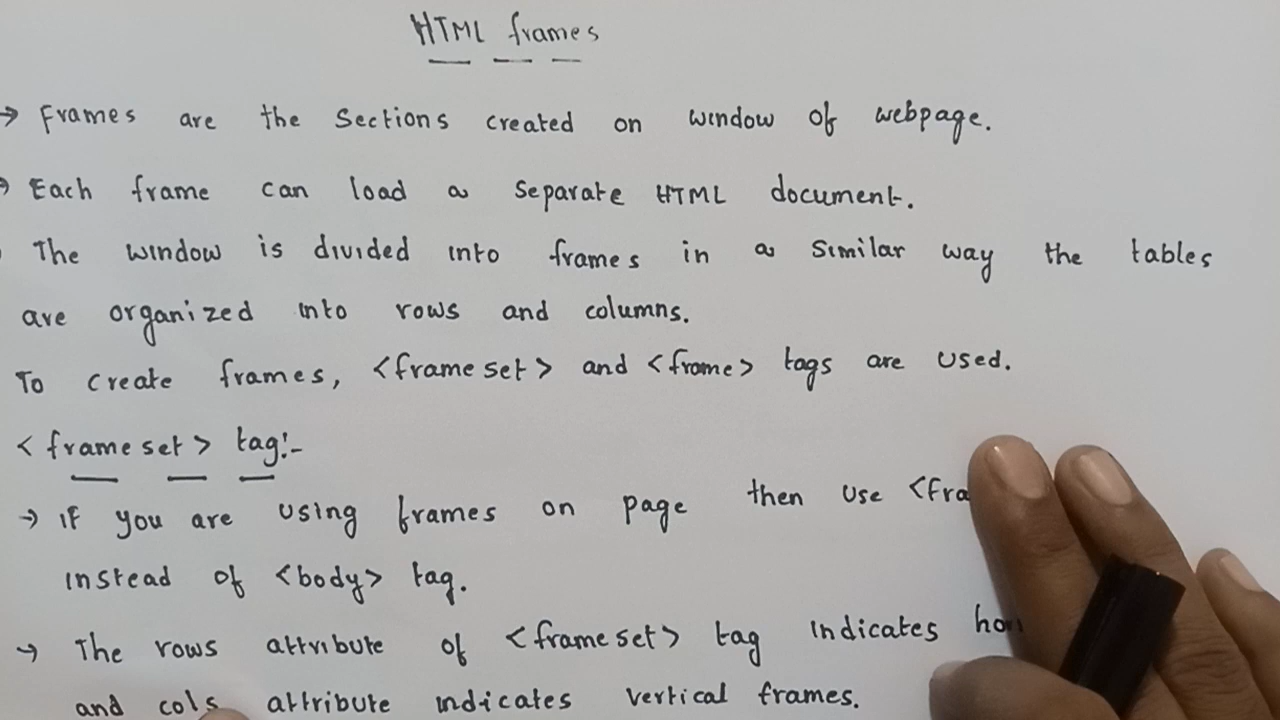 HTML frames
→ Frames are the sections created on window of webpage.
→ Each frame can load a separate HTML document.
The window is divided into frames in a similar way the tables
are organized into rows and columns.
To create frames, <frameset> and <frame> tags are used.
<frameset> tag:-
→ If you are using frames on page then use
instead of <body> tag.
→ The rows attribute of <frameset> tag indicates
and cols attribute indicates vertical frames.